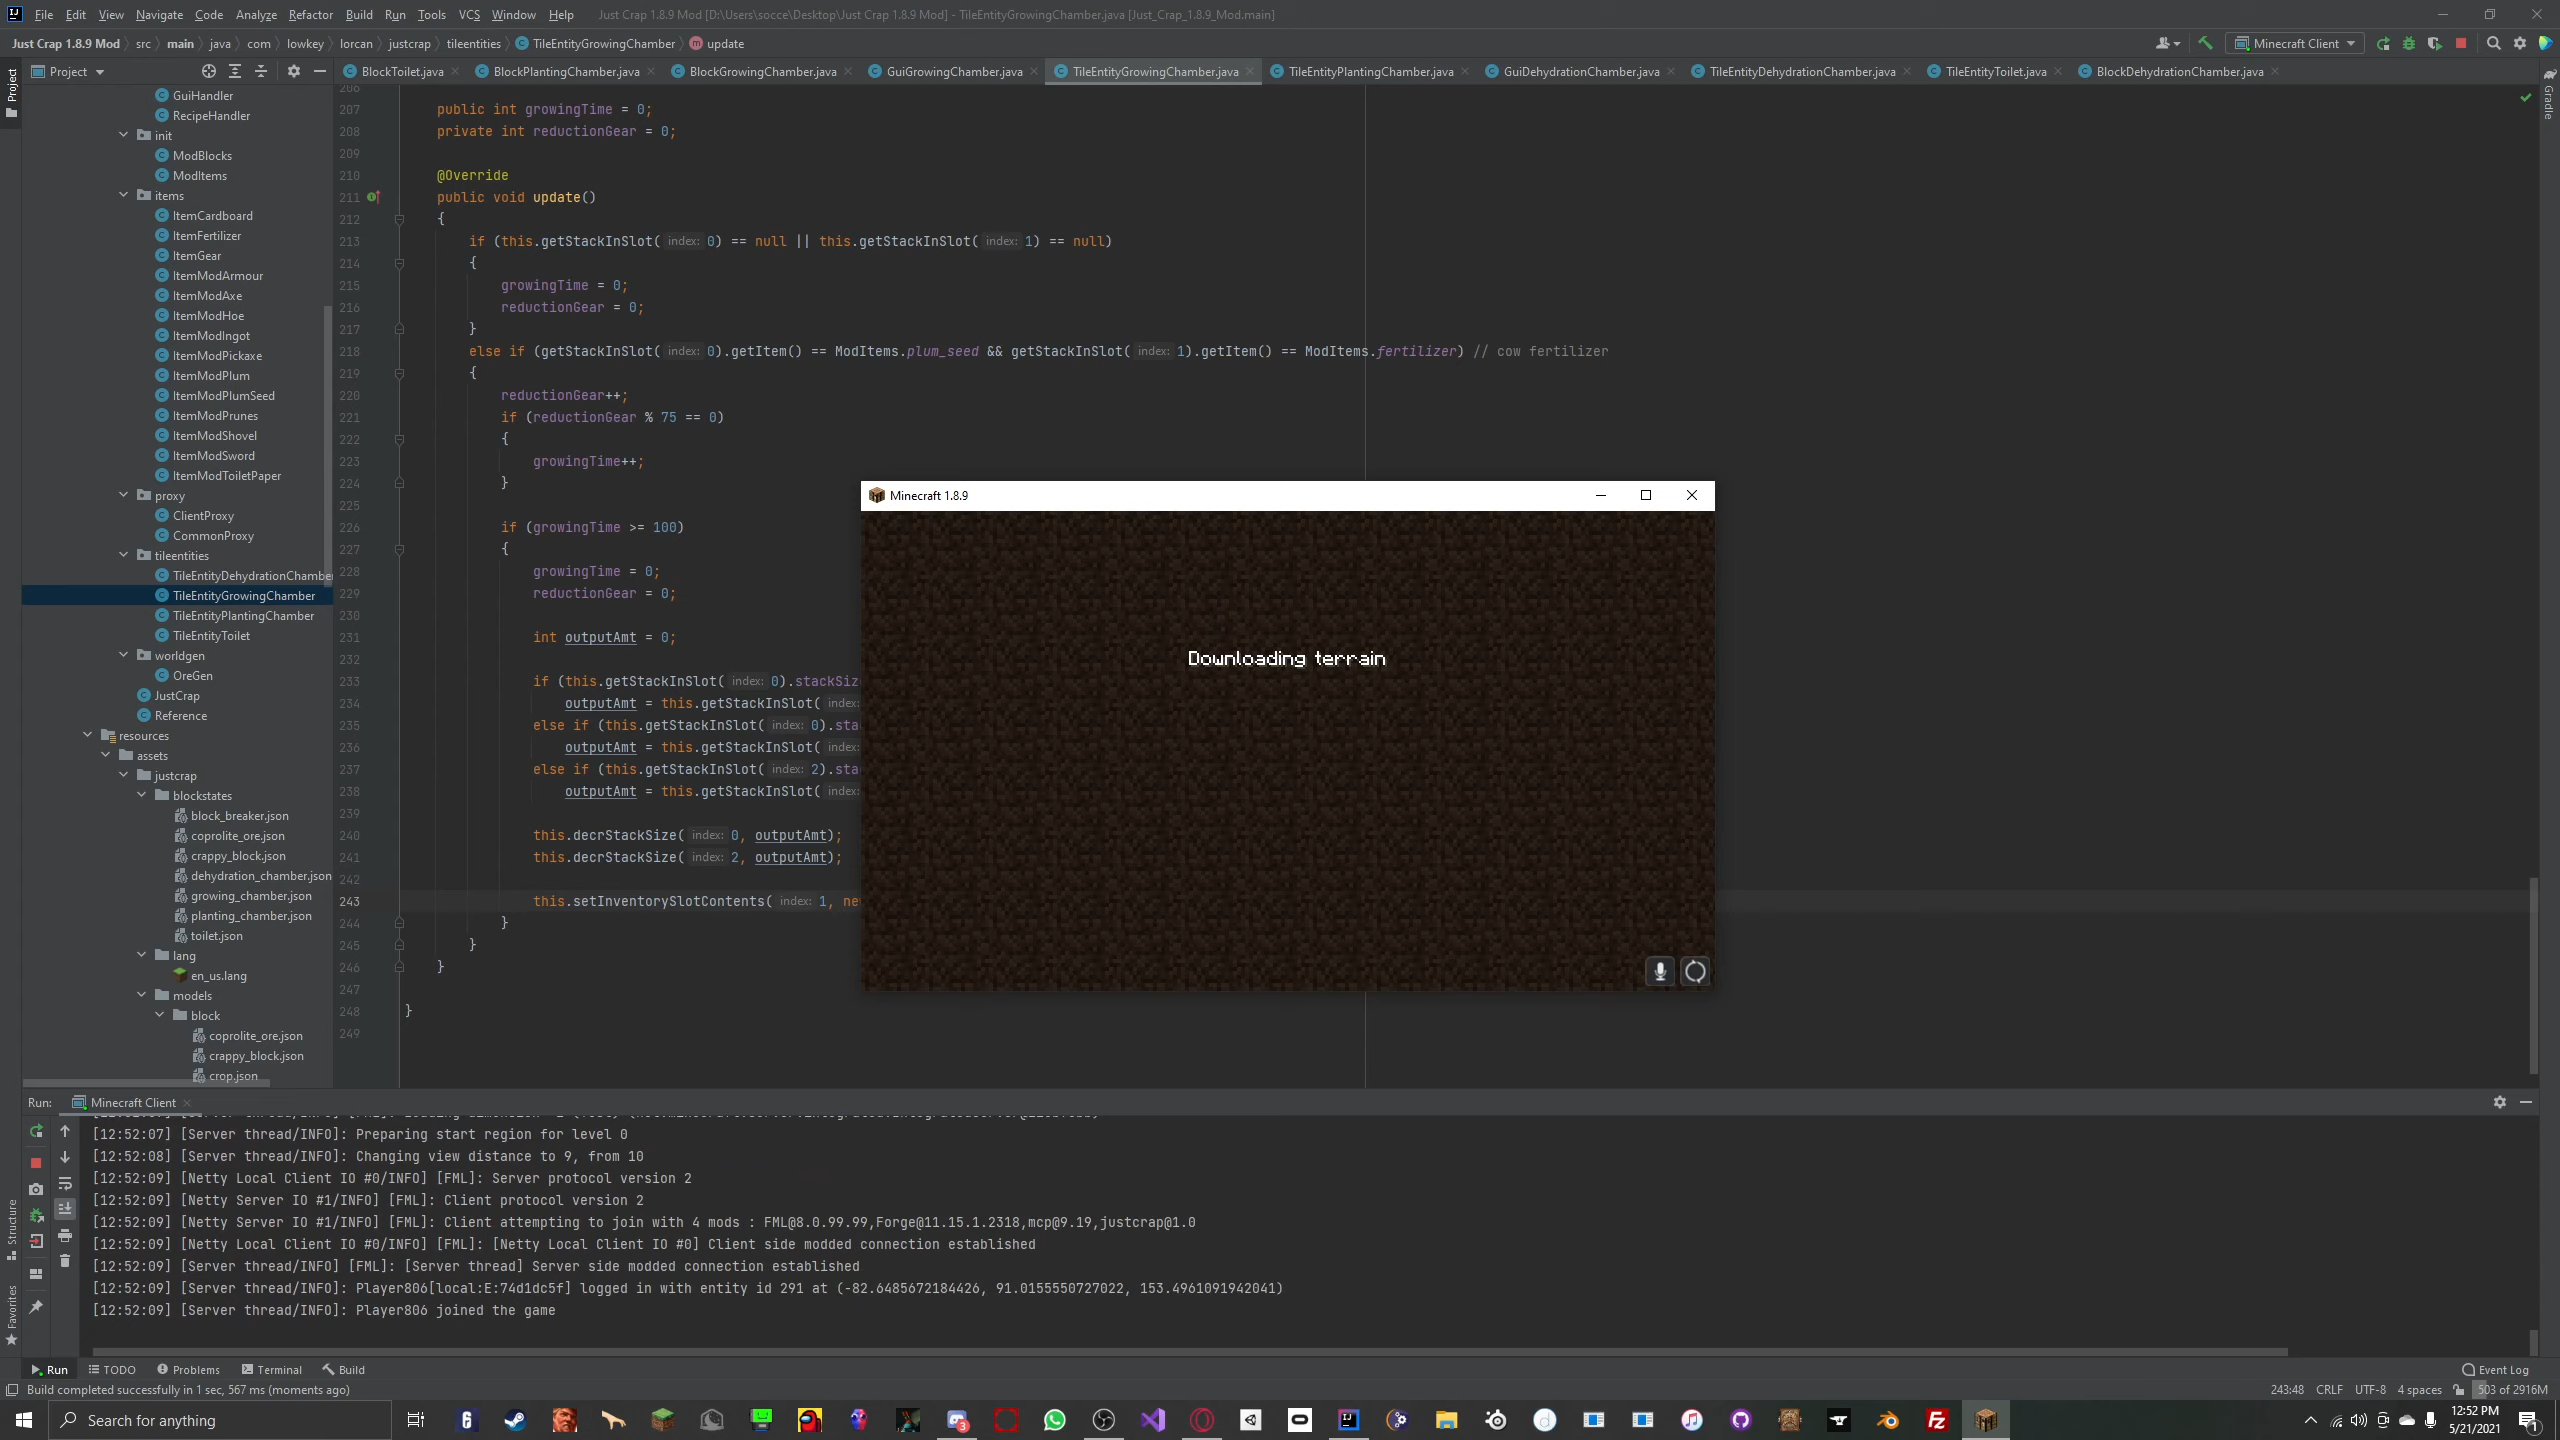 File Edit View Navigate Code Analyze Refactor Build Run Tools VCS Window Help Just Crap 1.8.9 Mod [D:\Users\socce\Desktop\Just Crap 1.8.9 Mod] - TileEntityGrowingChamber.java [Just_Crap_1.8.9_Mod.main]
Just Crap 1.8.9 Mod src main java com lowkey lorcan justcrap tileentities TileEntityGrowingChamber update Minecraft Client
Project BlockToilet.java BlockPlantingChamber.java BlockGrowingChamber.java GuiGrowingChamber.java TileEntityGrowingChamber.java TileEntityPlantingChamber.java GuiDehydrationChamber.java TileEntityDehydrationChamber.java TileEntityToilet.java BlockDehydrationChamber.java
Project
Gradle
GuiHandler
RecipeHandler
init
ModBlocks
ModItems
items
ItemCardboard
ItemFertilizer
ItemGear
ItemModArmour
ItemModAxe
ItemModHoe
ItemModIngot
ItemModPickaxe
ItemModPlum
ItemModPlumSeed
ItemModPrunes
ItemModShovel
ItemModSword
ItemModToiletPaper
proxy
ClientProxy
CommonProxy
tileentities
TileEntityDehydrationChamber
TileEntityGrowingChamber
TileEntityPlantingChamber
TileEntityToilet
worldgen
OreGen
JustCrap
Reference
resources
assets
justcrap
blockstates
block_breaker.json
coprolite_ore.json
crappy_block.json
dehydration_chamber.json
growing_chamber.json
planting_chamber.json
toilet.json
lang
en_us.lang
models
block
coprolite_ore.json
crappy_block.json
crop.json
206
207 public int growingTime = 0;
208 private int reductionGear = 0;
209
210 @Override
211 public void update()
212 {
213 if (this.getStackInSlot( index: 0) == null || this.getStackInSlot( index: 1) == null)
214 {
215 growingTime = 0;
216 reductionGear = 0;
217 }
218 else if (getStackInSlot( index: 0).getItem() == ModItems.plum_seed && getStackInSlot( index: 1).getItem() == ModItems.fertilizer) // cow fertilizer
219 {
220 reductionGear++;
221 if (reductionGear % 75 == 0)
222 {
223 growingTime++;
224 }
225
226 if (growingTime >= 100)
227 {
228 growingTime = 0;
229 reductionGear = 0;
230
231 int outputAmt = 0;
232
233 if (this.getStackInSlot( index: 0).stackSiz
234 outputAmt = this.getStackInSlot( index:
235 else if (this.getStackInSlot( index: 0).sta
236 outputAmt = this.getStackInSlot( index:
237 else if (this.getStackInSlot( index: 2).sta
238 outputAmt = this.getStackInSlot( index:
239
240 this.decrStackSize( index: 0, outputAmt);
241 this.decrStackSize( index: 2, outputAmt);
242
243 this.setInventorySlotContents( index: 1, new
244 }
245 }
246 }
247
248 }
249
Minecraft 1.8.9
Downloading terrain
Run: Minecraft Client
[12:52:07] [Server thread/INFO]: Preparing start region for level 0
[12:52:08] [Server thread/INFO]: Changing view distance to 9, from 10
[12:52:09] [Netty Local Client IO #0/INFO] [FML]: Server protocol version 2
[12:52:09] [Netty Server IO #1/INFO] [FML]: Client protocol version 2
[12:52:09] [Netty Server IO #1/INFO] [FML]: Client attempting to join with 4 mods : FML@8.0.99.99,Forge@11.15.1.2318,mcp@9.19,justcrap@1.0
[12:52:09] [Netty Local Client IO #0/INFO] [FML]: [Netty Local Client IO #0] Client side modded connection established
[12:52:09] [Server thread/INFO] [FML]: [Server thread] Server side modded connection established
[12:52:09] [Server thread/INFO]: Player806[local:E:74d1dc5f] logged in with entity id 291 at (-82.6485672184426, 91.0155550727022, 153.4961091942041)
[12:52:09] [Server thread/INFO]: Player806 joined the game
Structure
Favorites
Run TODO Problems Terminal Build Event Log
Build completed successfully in 1 sec, 567 ms (moments ago) 243:48 CRLF UTF-8 4 spaces 503 of 2916M
Search for anything
12:52 PM
5/21/2021